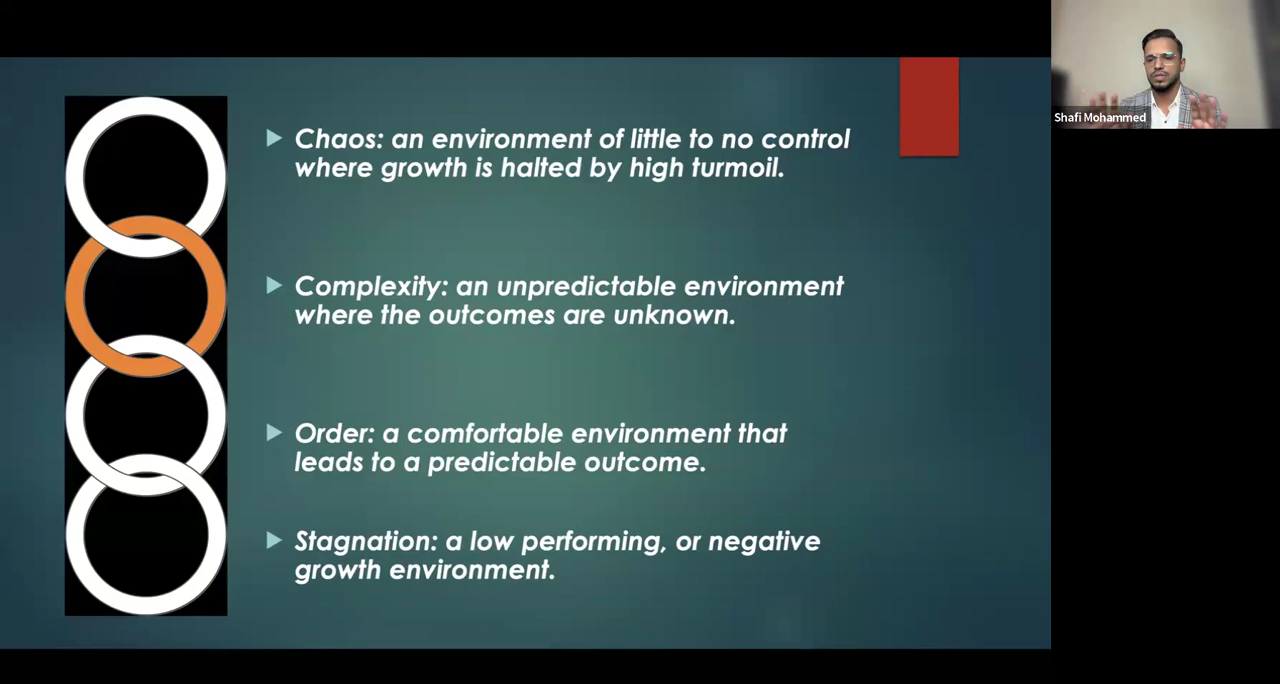 Chaos: an environment of little to no control
where growth is halted by high turmoil.
Complexity: an unpredictable environment
where the outcomes are unknown.
Order: a comfortable environment that
leads to a predictable outcome.
Stagnation: a low performing, or negative
growth environment.
Shafi Mohammed